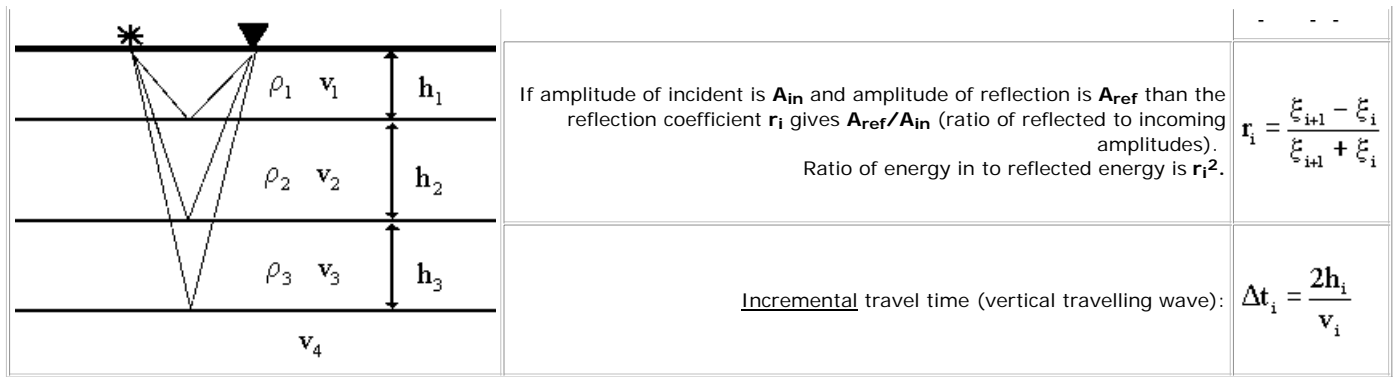 ρ₁ v₁ h₁
ρ₂ v₂ h₂
ρ₃ v₃ h₃
v₄
If amplitude of incident is Aᵢₙ and amplitude of reflection is Aᵣₑf than the
reflection coefficient rᵢ gives Aᵣₑf/Aᵢₙ (ratio of reflected to incoming
amplitudes).
Ratio of energy in to reflected energy is rᵢ².
rᵢ = (ξᵢ₊₁ − ξᵢ) / (ξᵢ₊₁ + ξᵢ)
Incremental travel time (vertical travelling wave):
Δtᵢ = 2hᵢ / vᵢ